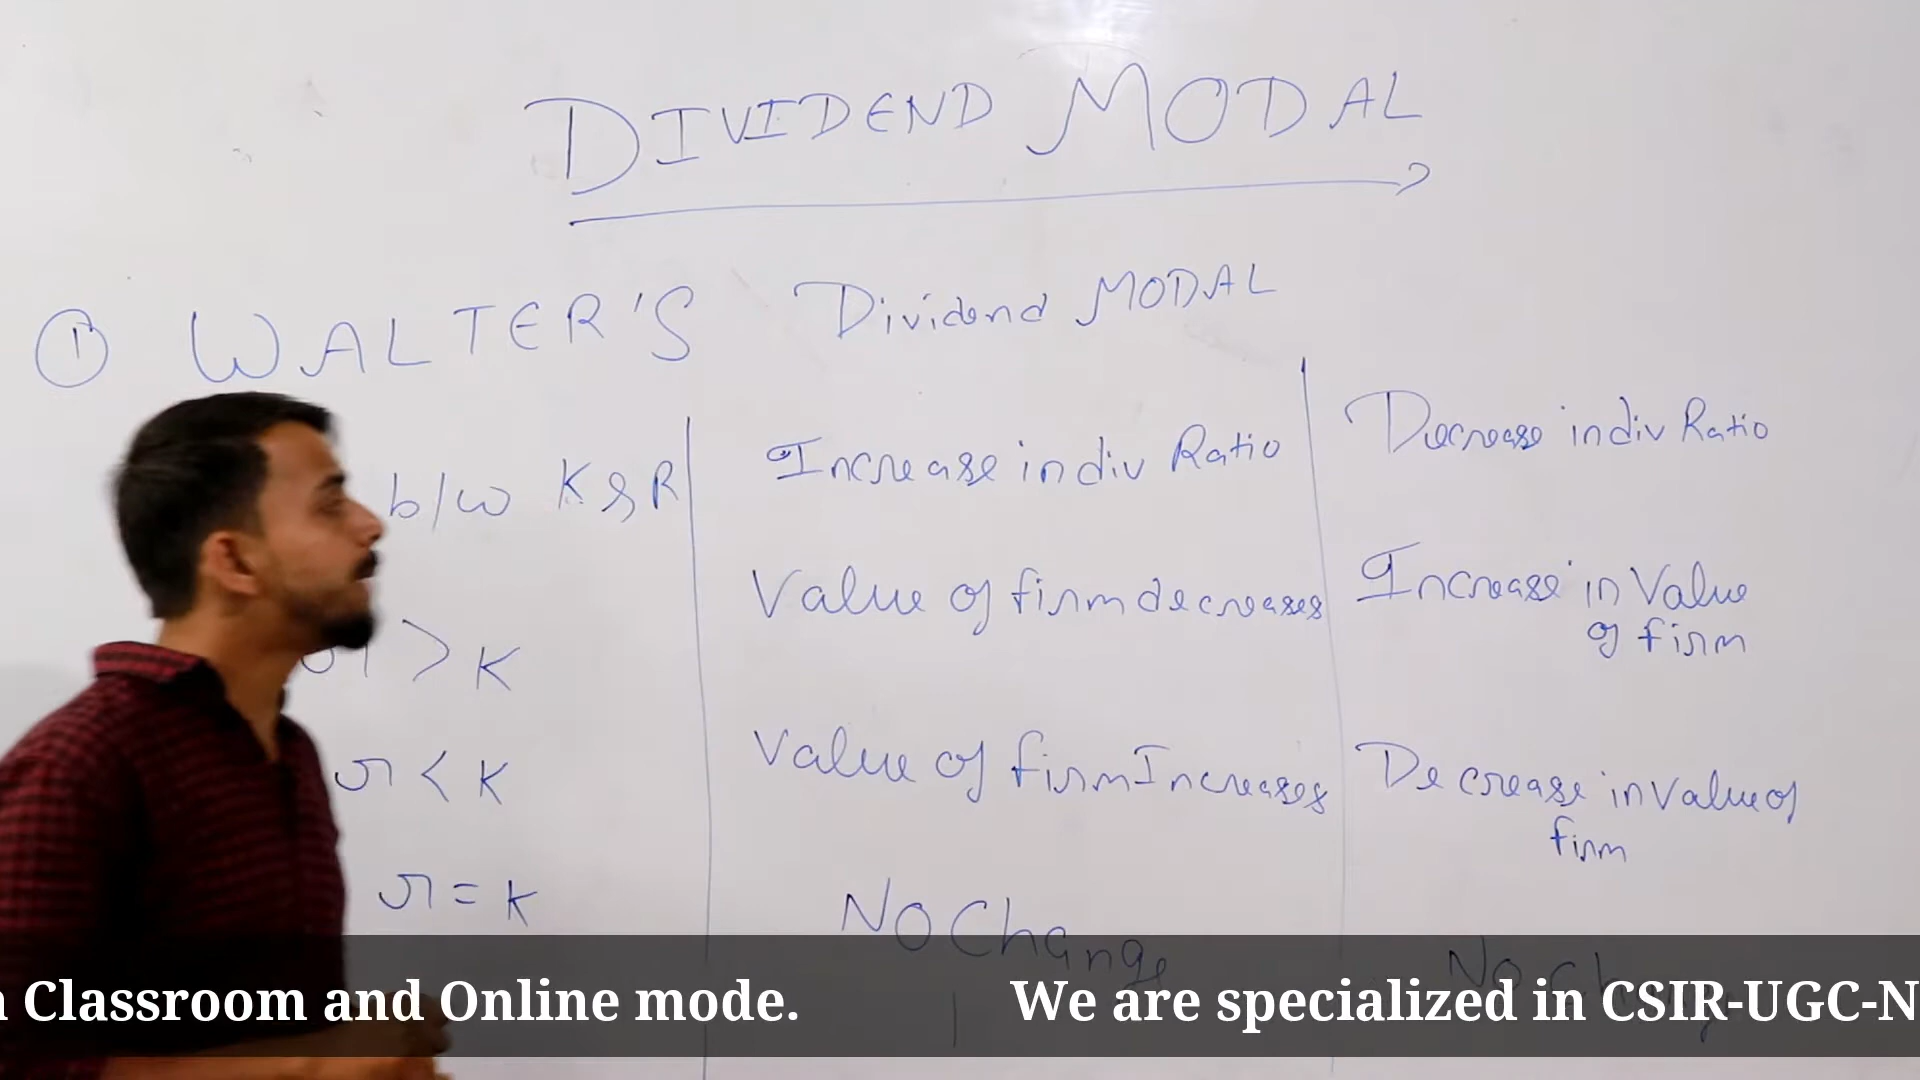 DIVIDEND MODAL
① WALTER'S Dividend MODAL
b/w K & R Increase in div Ratio Decrease in div Ratio
r > K Value of firm decreases Increase in Value
of firm
r < K Value of firm Increases Decrease in value of
firm
r = K No Change No Change
Classroom and Online mode. We are specialized in CSIR-UGC-N